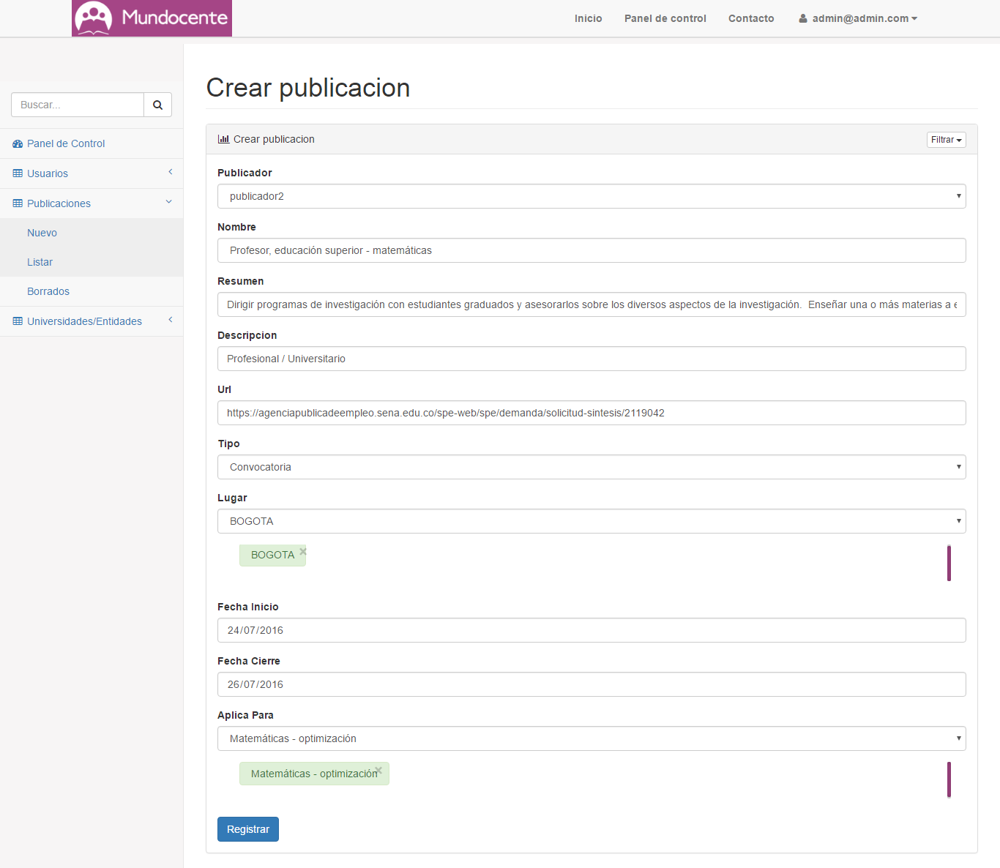 Mundocente
Inicio Panel de control Contacto admin@admin.com
Buscar...
Panel de Control
Usuarios
Publicaciones
Nuevo
Listar
Borrados
Universidades/Entidades
Crear publicacion
Crear publicacion
Filtrar
Publicador
publicador2
Nombre
Profesor, educación superior - matemáticas
Resumen
Dirigir programas de investigación con estudiantes graduados y asesorarlos sobre los diversos aspectos de la investigación.  Enseñar una o más materias a e
Descripcion
Profesional / Universitario
Url
https://agenciapublicadeempleo.sena.edu.co/spe-web/spe/demanda/solicitud-sintesis/2119042
Tipo
Convocatoria
Lugar
BOGOTA
BOGOTA ×
Fecha Inicio
24/07/2016
Fecha Cierre
26/07/2016
Aplica Para
Matemáticas - optimización
Matemáticas - optimización ×
Registrar